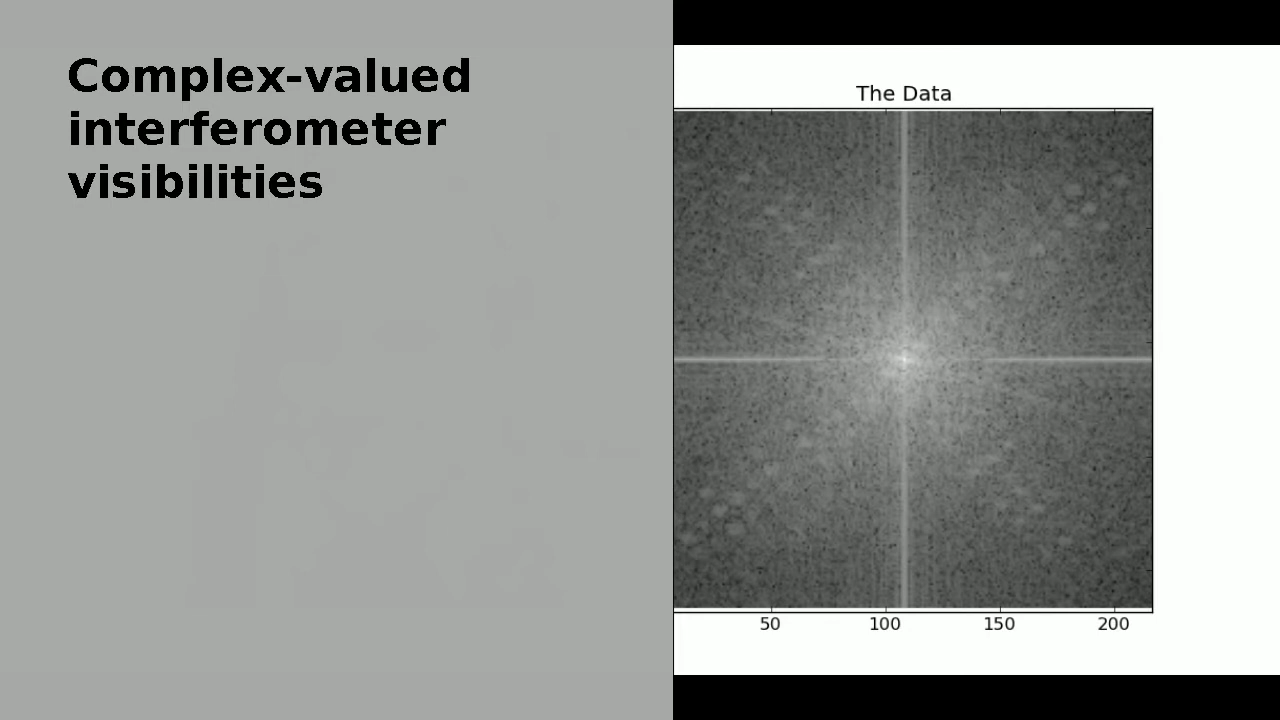 Complex-valued
interferometer
visibilities
The Data
50 100 150 200